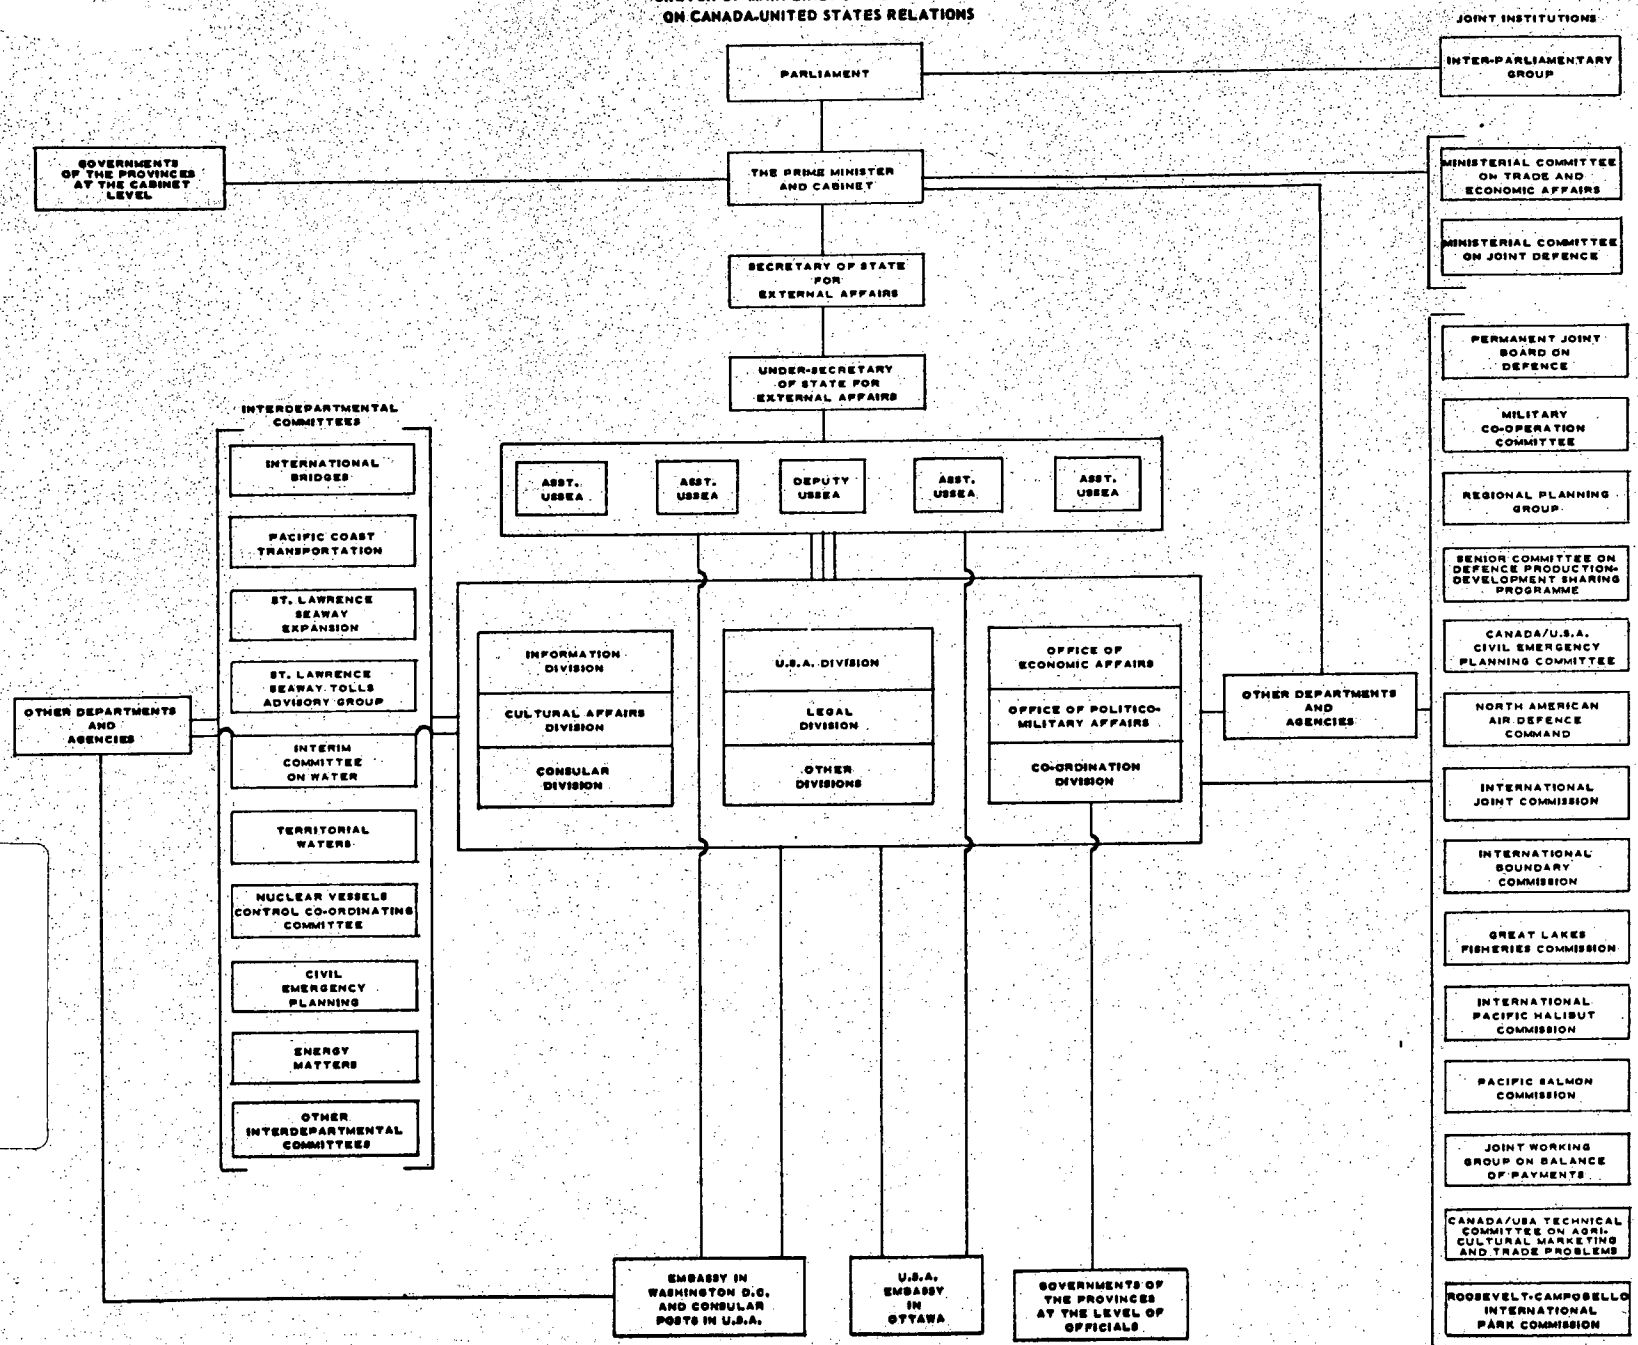 ON CANADA-UNITED STATES RELATIONS
JOINT INSTITUTIONS
PARLIAMENT
INTER-PARLIAMENTARY
GROUP
GOVERNMENTS
OF THE PROVINCES
AT THE CABINET
LEVEL
THE PRIME MINISTER
AND CABINET
MINISTERIAL COMMITTEE
ON TRADE AND
ECONOMIC AFFAIRS
MINISTERIAL COMMITTEE
ON JOINT DEFENCE
SECRETARY OF STATE
FOR
EXTERNAL AFFAIRS
UNDER-SECRETARY
OF STATE FOR
EXTERNAL AFFAIRS
INTERDEPARTMENTAL
COMMITTEES
INTERNATIONAL
BRIDGES
PACIFIC COAST
TRANSPORTATION
ST. LAWRENCE
SEAWAY
EXPANSION
ST. LAWRENCE
SEAWAY TOLLS
ADVISORY GROUP
INTERIM
COMMITTEE
ON WATER
TERRITORIAL
WATERS
NUCLEAR VESSELS
CONTROL CO-ORDINATING
COMMITTEE
CIVIL
EMERGENCY
PLANNING
ENERGY
MATTERS
OTHER
INTERDEPARTMENTAL
COMMITTEES
OTHER DEPARTMENTS
AND
AGENCIES
ASST.
USSEA
ASST.
USSEA
DEPUTY
USSEA
ASST.
USSEA
ASST.
USSEA
INFORMATION
DIVISION
CULTURAL AFFAIRS
DIVISION
CONSULAR
DIVISION
U.S.A. DIVISION
LEGAL
DIVISION
OTHER
DIVISIONS
OFFICE OF
ECONOMIC AFFAIRS
OFFICE OF POLITICO-
MILITARY AFFAIRS
CO-ORDINATION
DIVISION
OTHER DEPARTMENTS
AND
AGENCIES
PERMANENT JOINT
BOARD ON
DEFENCE
MILITARY
CO-OPERATION
COMMITTEE
REGIONAL PLANNING
GROUP
SENIOR COMMITTEE ON
DEFENCE PRODUCTION-
DEVELOPMENT SHARING
PROGRAMME
CANADA/U.S.A.
CIVIL EMERGENCY
PLANNING COMMITTEE
NORTH AMERICAN
AIR DEFENCE
COMMAND
INTERNATIONAL
JOINT COMMISSION
INTERNATIONAL
BOUNDARY
COMMISSION
GREAT LAKES
FISHERIES COMMISSION
INTERNATIONAL
PACIFIC HALIBUT
COMMISSION
PACIFIC SALMON
COMMISSION
JOINT WORKING
GROUP ON BALANCE
OF PAYMENTS
CANADA/USA TECHNICAL
COMMITTEE ON AGRI-
CULTURAL MARKETING
AND TRADE PROBLEMS
ROOSEVELT-CAMPOBELLO
INTERNATIONAL
PARK COMMISSION
EMBASSY IN
WASHINGTON D.C.
AND CONSULAR
POSTS IN U.S.A.
U.S.A.
EMBASSY
IN
OTTAWA
GOVERNMENTS OF
THE PROVINCES
AT THE LEVEL OF
OFFICIALS